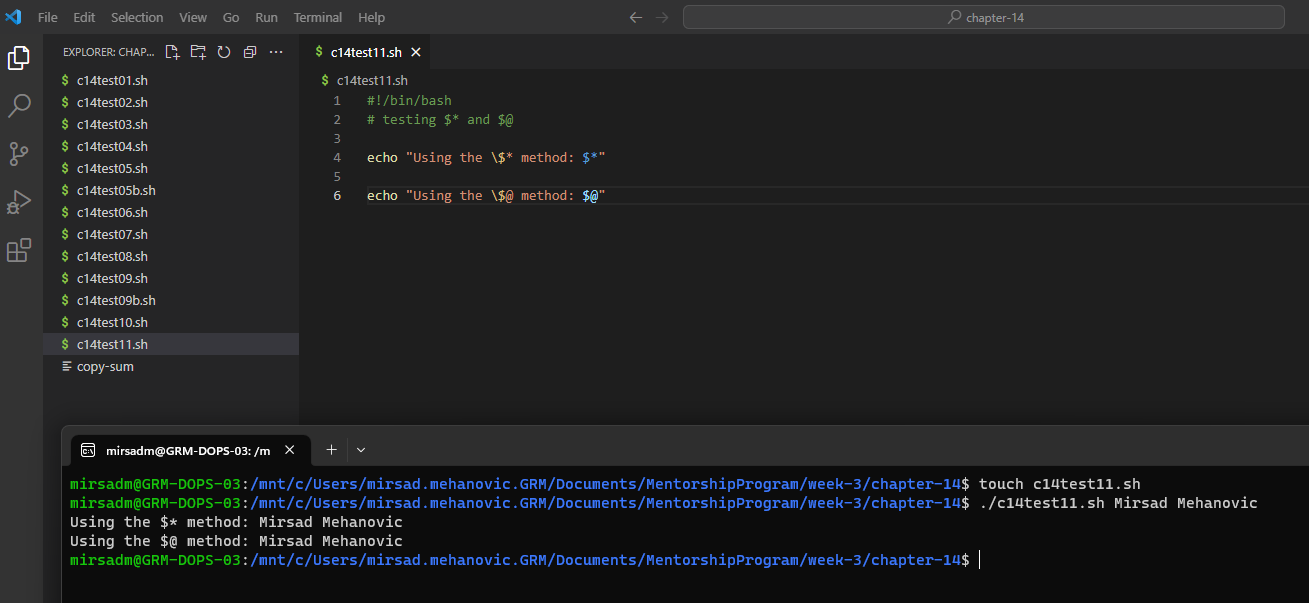 File Edit Selection View Go Run Terminal Help
chapter-14
EXPLORER: CHAP...
c14test01.sh
c14test02.sh
c14test03.sh
c14test04.sh
c14test05.sh
c14test05b.sh
c14test06.sh
c14test07.sh
c14test08.sh
c14test09.sh
c14test09b.sh
c14test10.sh
c14test11.sh
copy-sum
$ c14test11.sh
$ c14test11.sh
1 #!/bin/bash
2 # testing $* and $@
3
4 echo "Using the \$* method: $*"
5
6 echo "Using the \$@ method: $@"
mirsadm@GRM-DOPS-03: /m
mirsadm@GRM-DOPS-03:/mnt/c/Users/mirsad.mehanovic.GRM/Documents/MentorshipProgram/week-3/chapter-14$ touch c14test11.sh
mirsadm@GRM-DOPS-03:/mnt/c/Users/mirsad.mehanovic.GRM/Documents/MentorshipProgram/week-3/chapter-14$ ./c14test11.sh Mirsad Mehanovic
Using the $* method: Mirsad Mehanovic
Using the $@ method: Mirsad Mehanovic
mirsadm@GRM-DOPS-03:/mnt/c/Users/mirsad.mehanovic.GRM/Documents/MentorshipProgram/week-3/chapter-14$